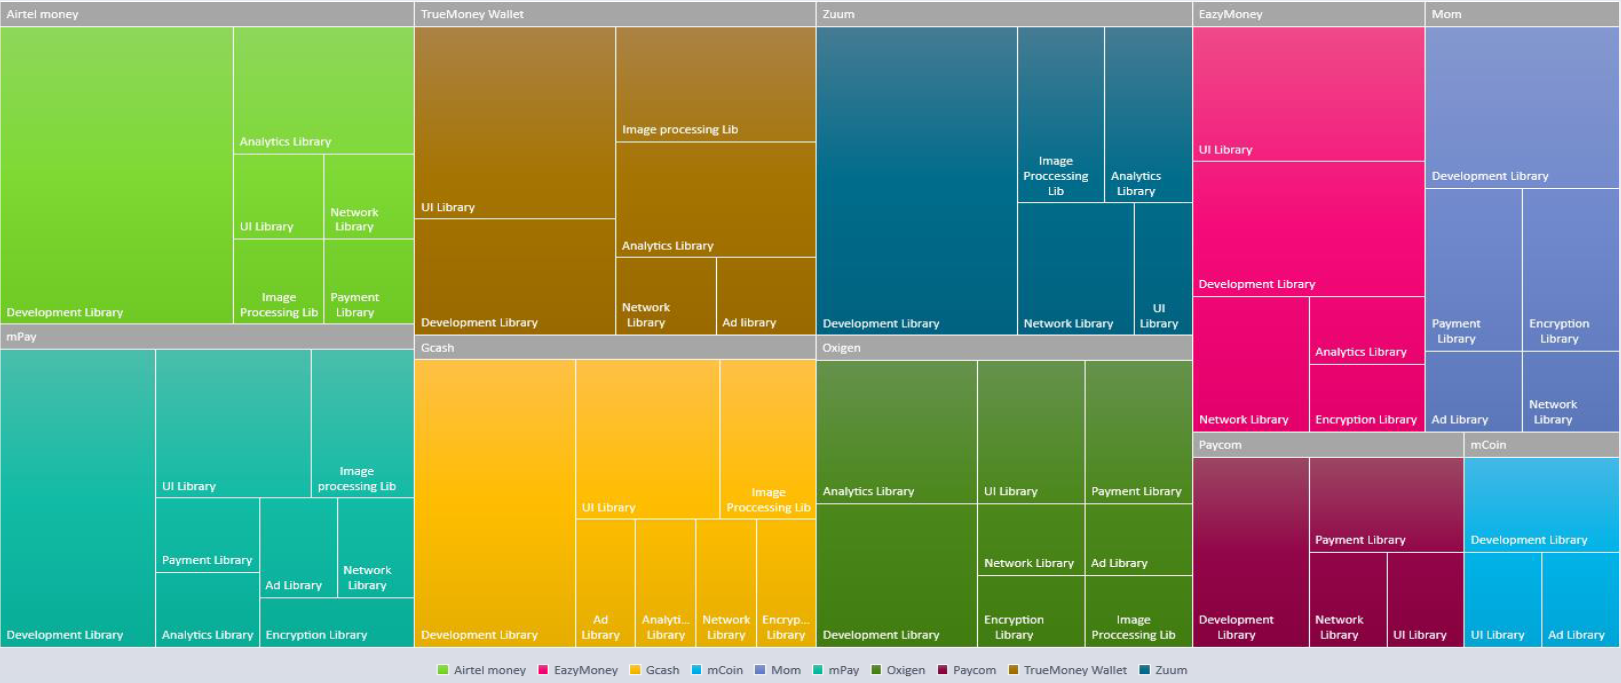 Airtel money
Analytics Library
UI Library
Network
Library
Development Library
Image
Processing Lib
Payment
Library
mPay
UI Library
Image
processing Lib
Payment Library
Ad Library
Network
Library
Development Library
Analytics Library
Encryption Library
TrueMoney Wallet
Image processing Lib
UI Library
Analytics Library
Development Library
Network
Library
Ad library
Gcash
UI Library
Image
Proccessing Lib
Development Library
Ad
Library
Analyti...
Library
Network
Library
Encryp...
Library
Zuum
Image
Proccessing
Lib
Analytics
Library
Development Library
Network Library
UI
Library
Oxigen
Analytics Library
UI Library
Payment Library
Network Library
Ad Library
Development Library
Encryption
Library
Image
Proccessing Lib
EazyMoney
UI Library
Development Library
Analytics Library
Network Library
Encryption Library
Mom
Development Library
Payment
Library
Encryption
Library
Ad Library
Network
Library
Paycom
Payment Library
Development
Library
Network
Library
UI Library
mCoin
Development Library
UI Library
Ad Library
Airtel money EazyMoney Gcash mCoin Mom mPay Oxigen Paycom TrueMoney Wallet Zuum